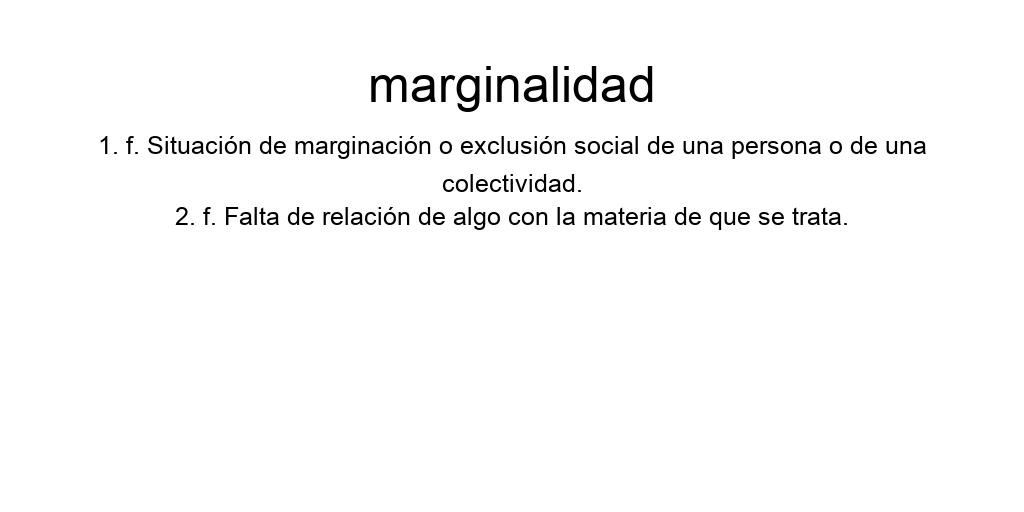 marginalidad
1. f. Situación de marginación o exclusión social de una persona o de una
colectividad.
2. f. Falta de relación de algo con la materia de que se trata.